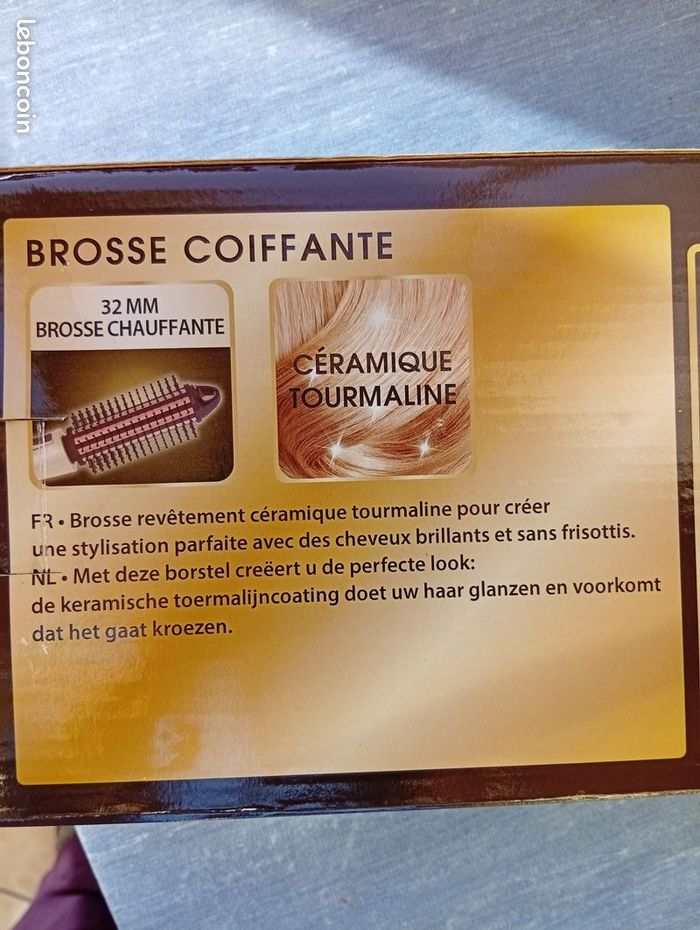 leboncoin
BROSSE COIFFANTE
32 MM
BROSSE CHAUFFANTE
CÉRAMIQUE
TOURMALINE
FR • Brosse revêtement céramique tourmaline pour créer
une stylisation parfaite avec des cheveux brillants et sans frisottis.
NL • Met deze borstel creëert u de perfecte look:
de keramische toermalijncoating doet uw haar glanzen en voorkomt
dat het gaat kroezen.